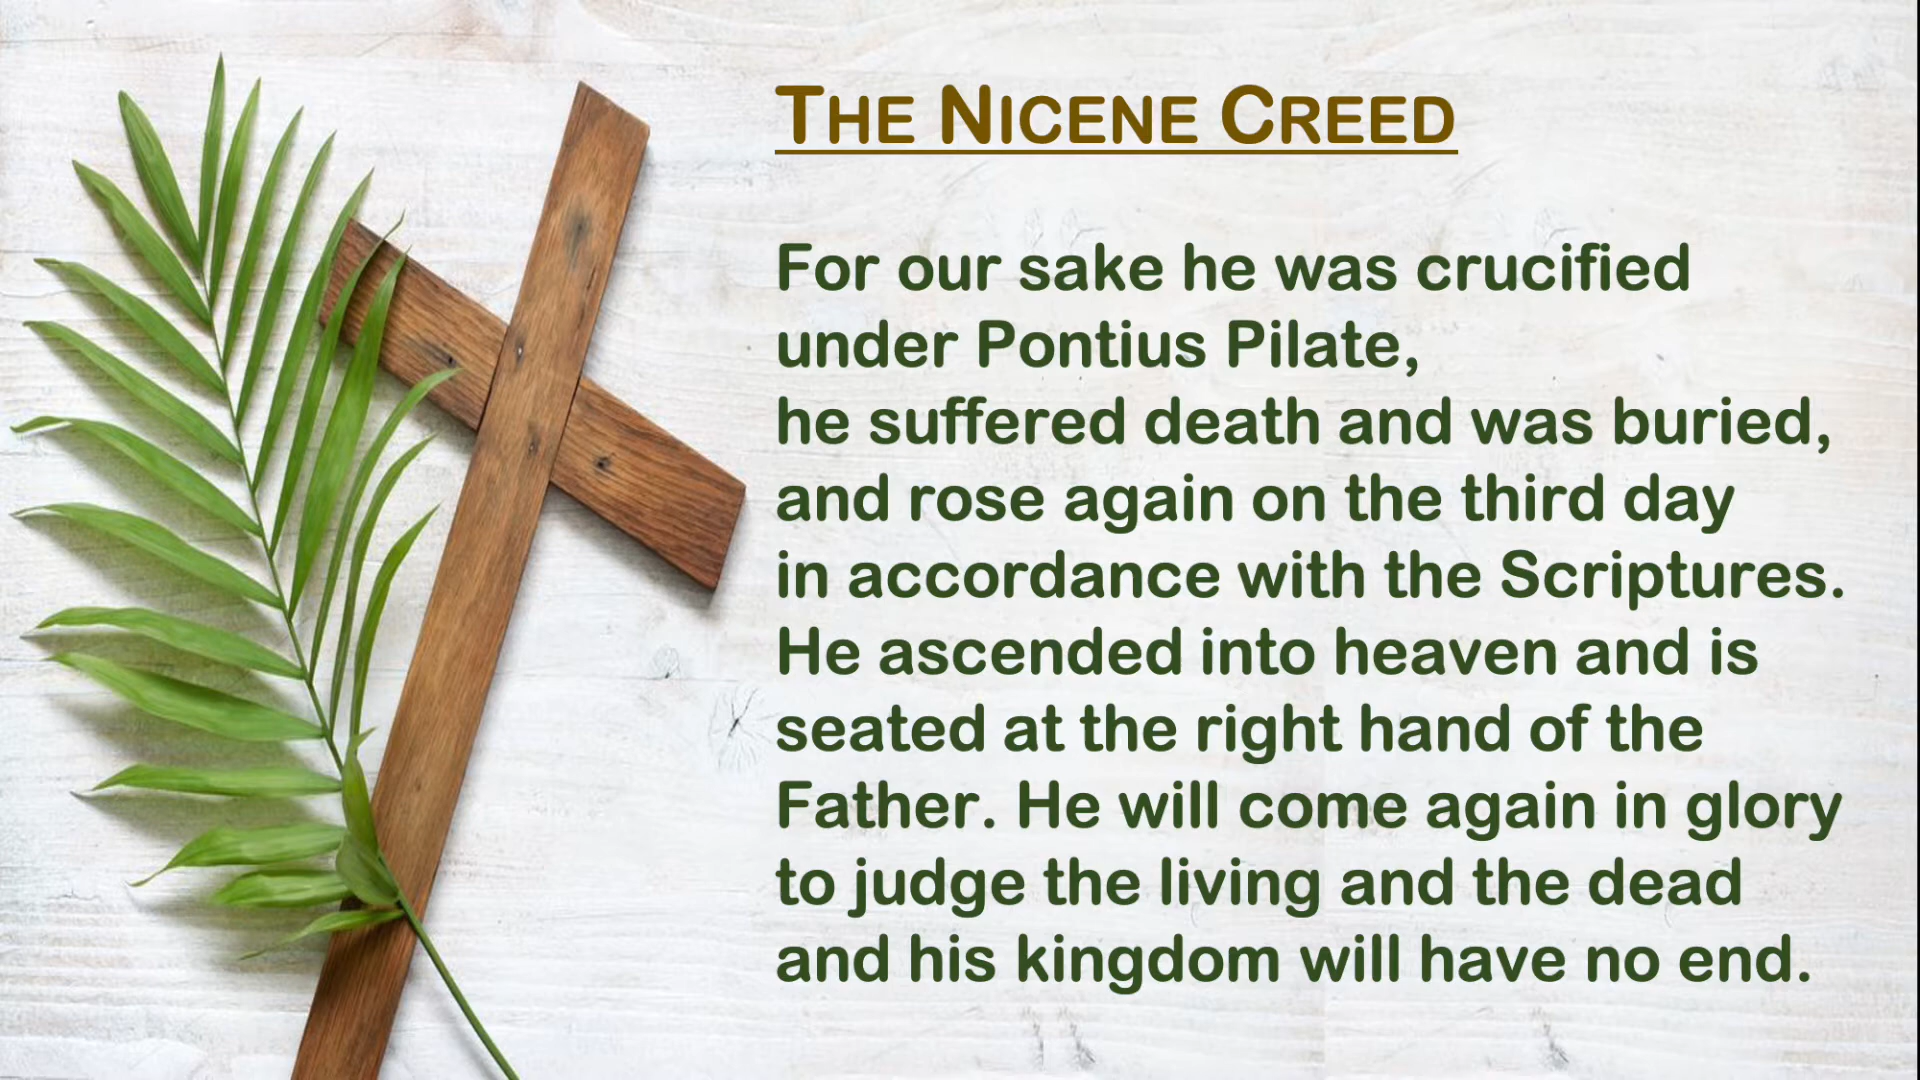 THE NICENE CREED
For our sake he was crucified
under Pontius Pilate,
he suffered death and was buried,
and rose again on the third day
in accordance with the Scriptures.
He ascended into heaven and is
seated at the right hand of the
Father. He will come again in glory
to judge the living and the dead
and his kingdom will have no end.